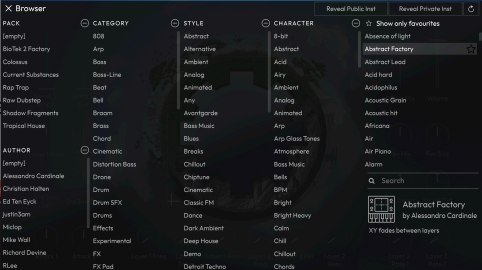 Browser
Reveal Public Inst
Reveal Private Inst
PACK
[empty]
BioTek 2 Factory
Colossus
Current Substances
Rap Trap
Raw Dubstep
Shadow Fragments
Tropical House
AUTHOR
[empty]
Alessandro Cardinale
Christian Halten
Ed Ten Eyck
justin3am
Miclop
Mike Wall
Richard Devine
RLee
CATEGORY
808
Arp
Bass
Bass-Line
Beat
Bell
Braam
Brass
Chord
Cinematic
Distortion Bass
Drone
Drum
Drum SFX
Drums
Effects
Experimental
FX
FX Pad
STYLE
Abstract
Alternative
Ambient
Analog
Animated
Any
Avantgarde
Bass Music
Blues
Breaks
Chillout
Chiptune
Cinematic
Classic FM
Dance
Dark Ambient
Deep House
Demo
Detroit Techno
CHARACTER
8-bit
Abstract
Acid
Airy
Ambient
Analog
Animated
Arp
Arp Glass Tones
Atmosphere
Bass Music
Bells
BPM
Bright
Bright Heavy
Calm
Chill
Chillout
Chords
Show only favourites
Absence of light
Abstract Factory
Abstract Lead
Acid hard
Acidophilus
Acoustic Grain
Acoustic hit
Africana
Air
Air Piano
Alarm
Search
Abstract Factory
by Alessandro Cardinale
XY fades between layers